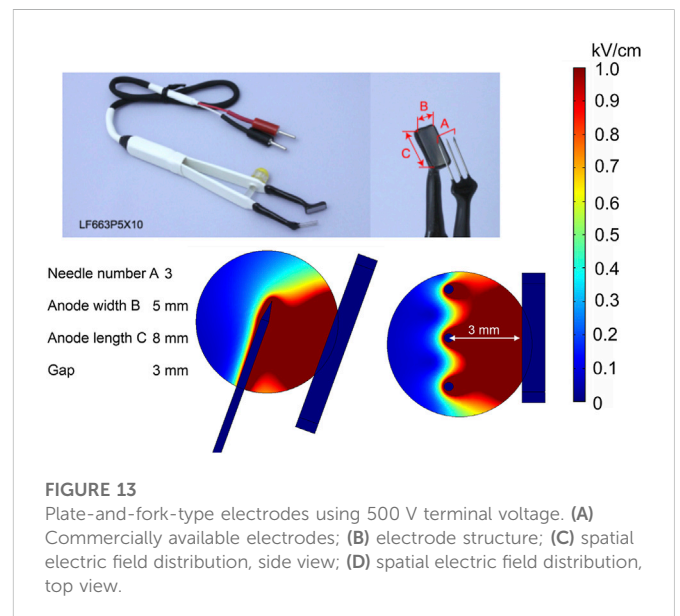 kV/cm
1.0
0.9
0.8
0.7
0.6
0.5
0.4
0.3
0.2
0.1
0
B
A
C
LF663P5X10
Needle number A 3
Anode width B 5 mm
Anode length C 8 mm
Gap 3 mm
3 mm
FIGURE 13
Plate-and-fork-type electrodes using 500 V terminal voltage. (A)
Commercially available electrodes; (B) electrode structure; (C) spatial
electric field distribution, side view; (D) spatial electric field distribution,
top view.